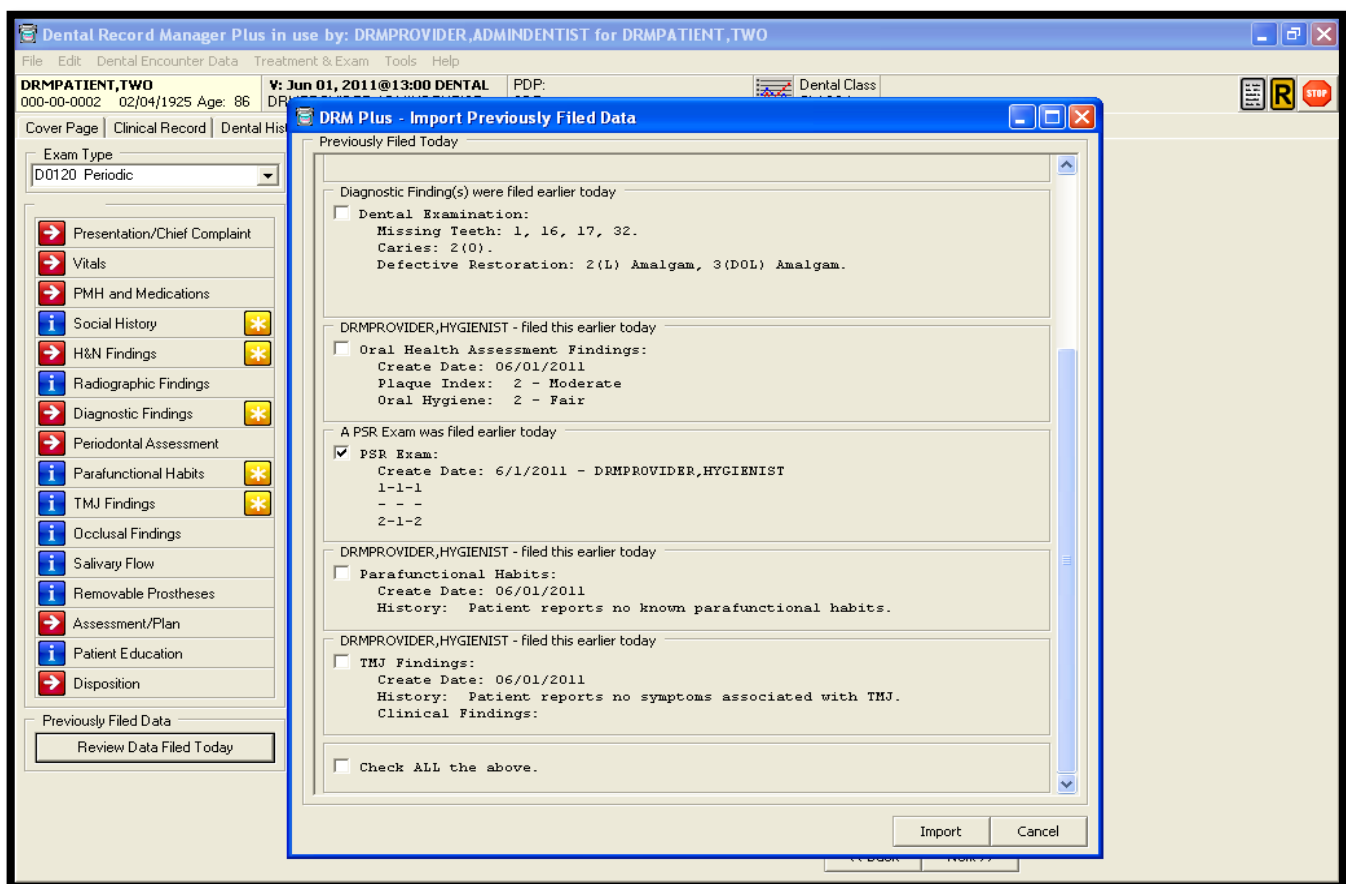 Dental Record Manager Plus in use by: DRMPROVIDER,ADMINDENTIST for DRMPATIENT,TWO
File Edit Dental Encounter Data Treatment & Exam Tools Help
DRMPATIENT,TWO
000-00-0002 02/04/1925 Age: 86
V: Jun 01, 2011@13:00 DENTAL
PDP:
Dental Class
R
STOP
Cover Page
Clinical Record
Exam Type
D0120 Periodic
Presentation/Chief Complaint
Vitals
PMH and Medications
Social History
H&N Findings
Radiographic Findings
Diagnostic Findings
Periodontal Assessment
Parafunctional Habits
TMJ Findings
Occlusal Findings
Salivary Flow
Removable Prostheses
Assessment/Plan
Patient Education
Disposition
Previously Filed Data
Review Data Filed Today
DRM Plus - Import Previously Filed Data
Previously Filed Today
Diagnostic Finding(s) were filed earlier today
Dental Examination:
Missing Teeth: 1, 16, 17, 32.
Caries: 2(O).
Defective Restoration: 2(L) Amalgam, 3(DOL) Amalgam.
DRMPROVIDER,HYGIENIST - filed this earlier today
Oral Health Assessment Findings:
Create Date: 06/01/2011
Plaque Index: 2 - Moderate
Oral Hygiene: 2 - Fair
A PSR Exam was filed earlier today
PSR Exam:
Create Date: 6/1/2011 - DRMPROVIDER,HYGIENIST
1-1-1
- - -
2-1-2
DRMPROVIDER,HYGIENIST - filed this earlier today
Parafunctional Habits:
Create Date: 06/01/2011
History: Patient reports no known parafunctional habits.
DRMPROVIDER,HYGIENIST - filed this earlier today
TMJ Findings:
Create Date: 06/01/2011
History: Patient reports no symptoms associated with TMJ.
Clinical Findings:
Check ALL the above.
Import
Cancel